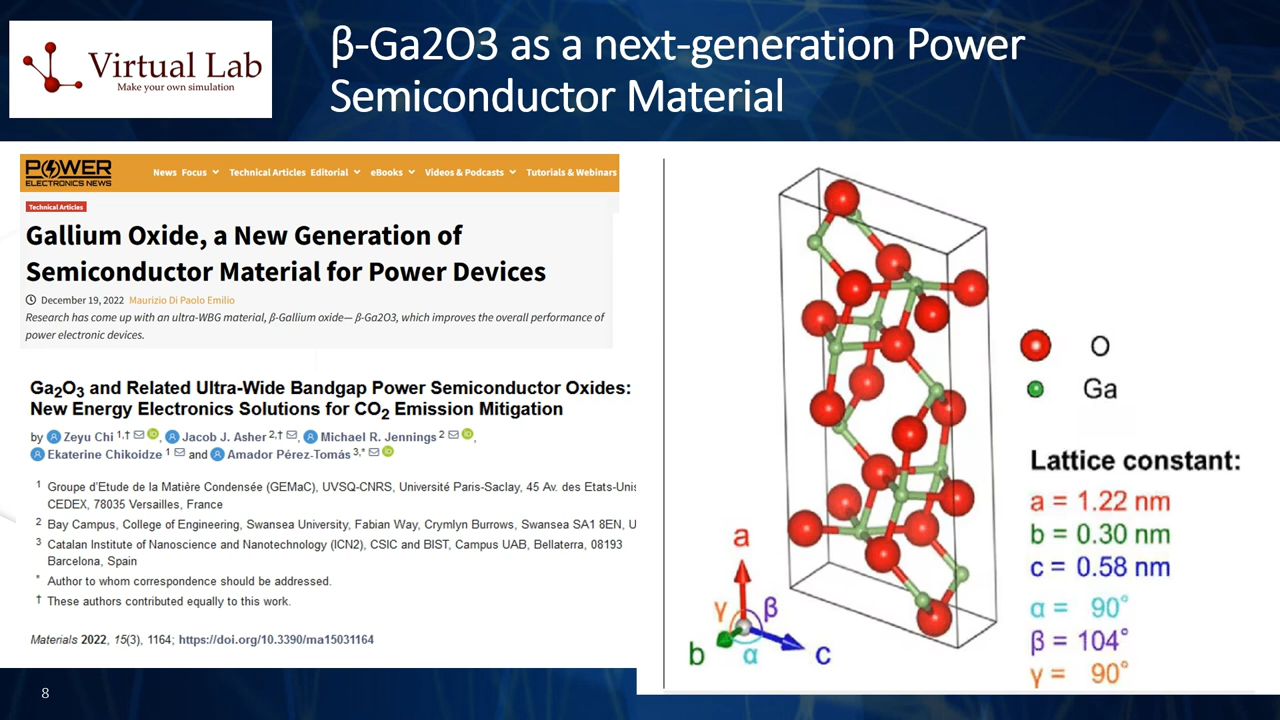 Virtual Lab
Make your own simulation
β-Ga2O3 as a next-generation Power
Semiconductor Material
POWER
ELECTRONICS NEWS
News Focus Technical Articles Editorial eBooks Videos & Podcasts Tutorials & Webinars
Technical Articles
Gallium Oxide, a New Generation of
Semiconductor Material for Power Devices
December 19, 2022 Maurizio Di Paolo Emilio
Research has come up with an ultra-WBG material, β-Gallium oxide— β-Ga2O3, which improves the overall performance of
power electronic devices.
Ga2O3 and Related Ultra-Wide Bandgap Power Semiconductor Oxides:
New Energy Electronics Solutions for CO2 Emission Mitigation
by Zeyu Chi 1,†, Jacob J. Asher 2,†, Michael R. Jennings 2,
Ekaterine Chikoidze 1 and Amador Pérez-Tomás 3,*
1 Groupe d'Etude de la Matière Condensée (GEMaC), UVSQ-CNRS, Université Paris-Saclay, 45 Av. des Etats-Unis
CEDEX, 78035 Versailles, France
2 Bay Campus, College of Engineering, Swansea University, Fabian Way, Crymlyn Burrows, Swansea SA1 8EN, U
3 Catalan Institute of Nanoscience and Nanotechnology (ICN2), CSIC and BIST, Campus UAB, Bellaterra, 08193
Barcelona, Spain
* Author to whom correspondence should be addressed.
† These authors contributed equally to this work.
Materials 2022, 15(3), 1164; https://doi.org/10.3390/ma15031164
O
Ga
Lattice constant:
a = 1.22 nm
b = 0.30 nm
c = 0.58 nm
α = 90°
β = 104°
γ = 90°
a
γ β
b α c
8